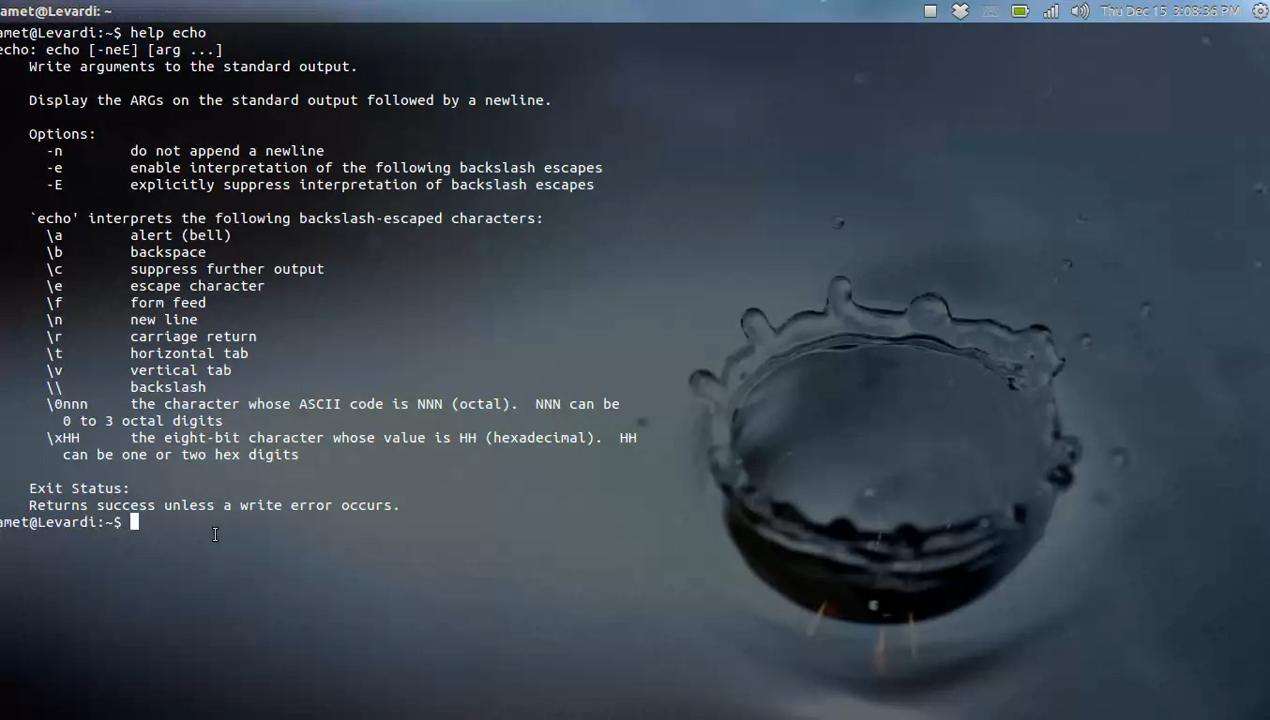 amet@Levardi: ~
Thu Dec 15, 3:08:36 PM
amet@Levardi:~$ help echo
echo: echo [-neE] [arg ...]
Write arguments to the standard output.
Display the ARGs on the standard output followed by a newline.
Options:
-n do not append a newline
-e enable interpretation of the following backslash escapes
-E explicitly suppress interpretation of backslash escapes
`echo' interprets the following backslash-escaped characters:
\a alert (bell)
\b backspace
\c suppress further output
\e escape character
\f form feed
\n new line
\r carriage return
\t horizontal tab
\v vertical tab
\\ backslash
\0nnn the character whose ASCII code is NNN (octal). NNN can be
0 to 3 octal digits
\xHH the eight-bit character whose value is HH (hexadecimal). HH
can be one or two hex digits
Exit Status:
Returns success unless a write error occurs.
amet@Levardi:~$